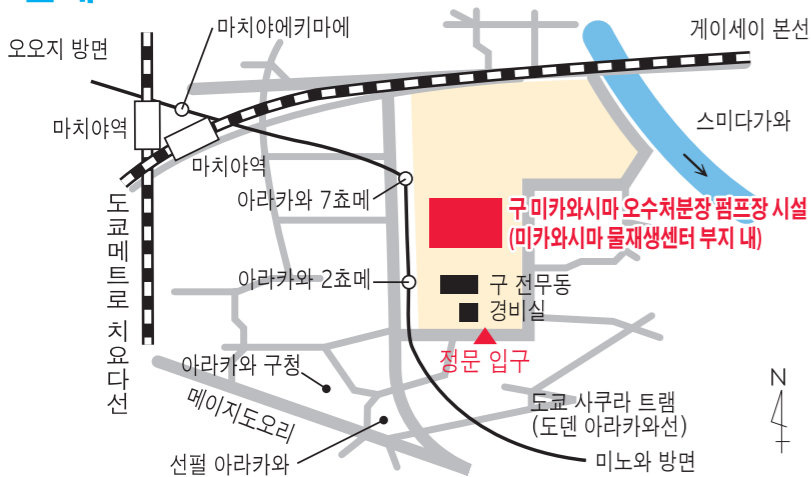 마치야에키마에
게이세이 본선
오오지 방면
스미다가와
마치야역
마치야역
아라카와 7쵸메
구 미카와시마 오수처분장 펌프장 시설
(미카와시마 물재생센터 부지 내)
도쿄메트로 치요다선
아라카와 2쵸메
구 전무동
경비실
정문 입구
아라카와 구청
메이지도오리
N
도쿄 사쿠라 트램
(도덴 아라카와선)
선펄 아라카와
미노와 방면